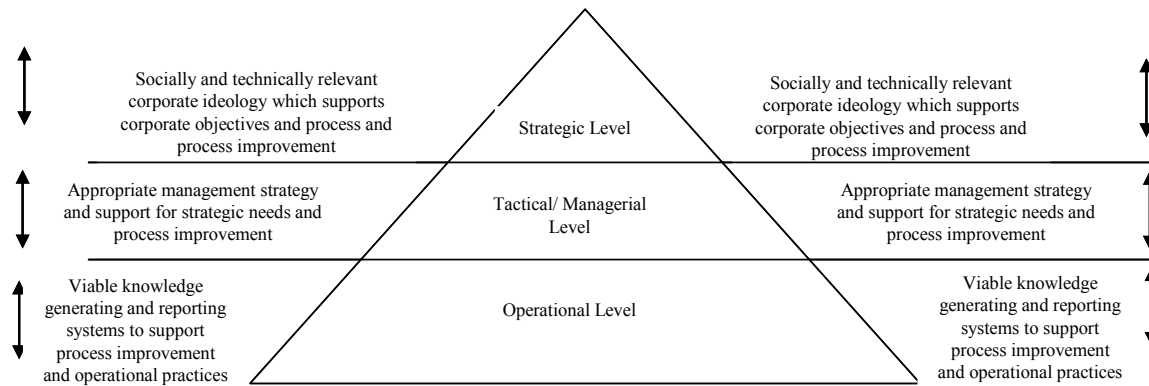 Socially and technically relevant
corporate ideology which supports
corporate objectives and process and
process improvement
Strategic Level
Socially and technically relevant
corporate ideology which supports
corporate objectives and process and
process improvement
Appropriate management strategy
and support for strategic needs and
process improvement
Tactical/ Managerial
Level
Appropriate management strategy
and support for strategic needs and
process improvement
Viable knowledge
generating and reporting
systems to support
process improvement
and operational practices
Operational Level
Viable knowledge
generating and reporting
systems to support
process improvement
and operational practices